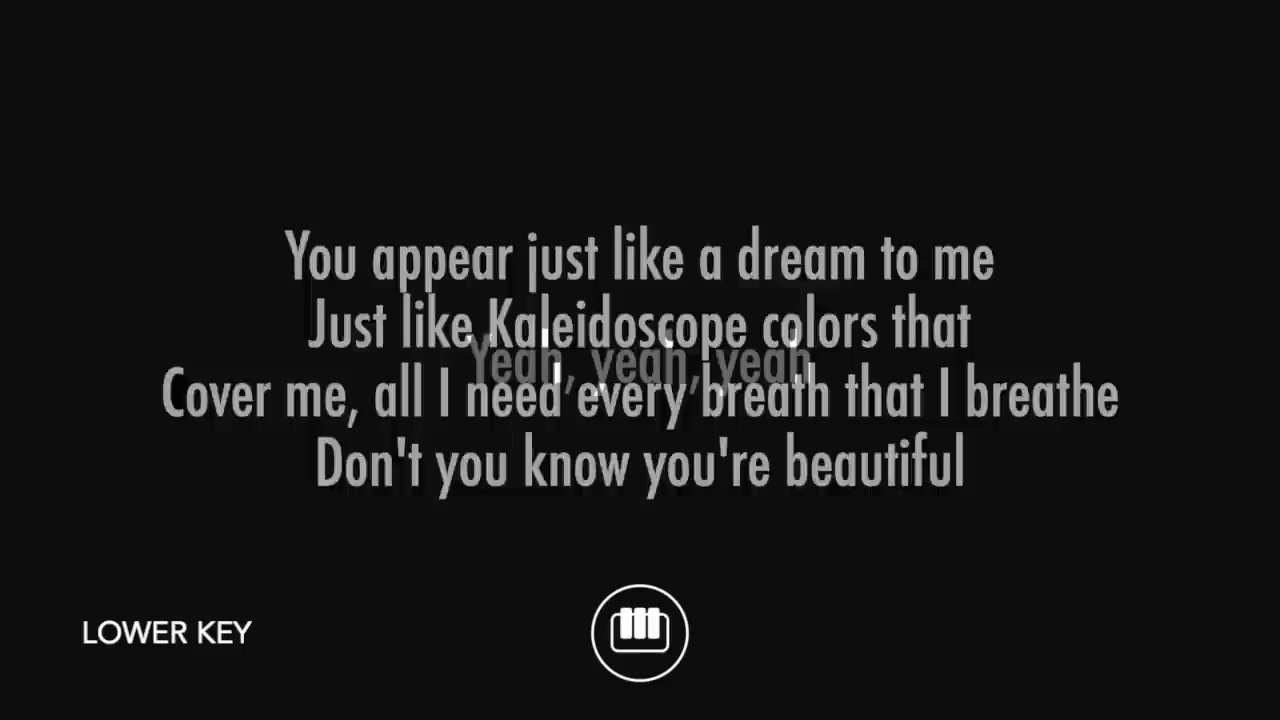 You appear just like a dream to me
Just like Kaleidoscope colors that
Yeah, yeah, yeah
Cover me, all I need every breath that I breathe
Don't you know you're beautiful
LOWER KEY